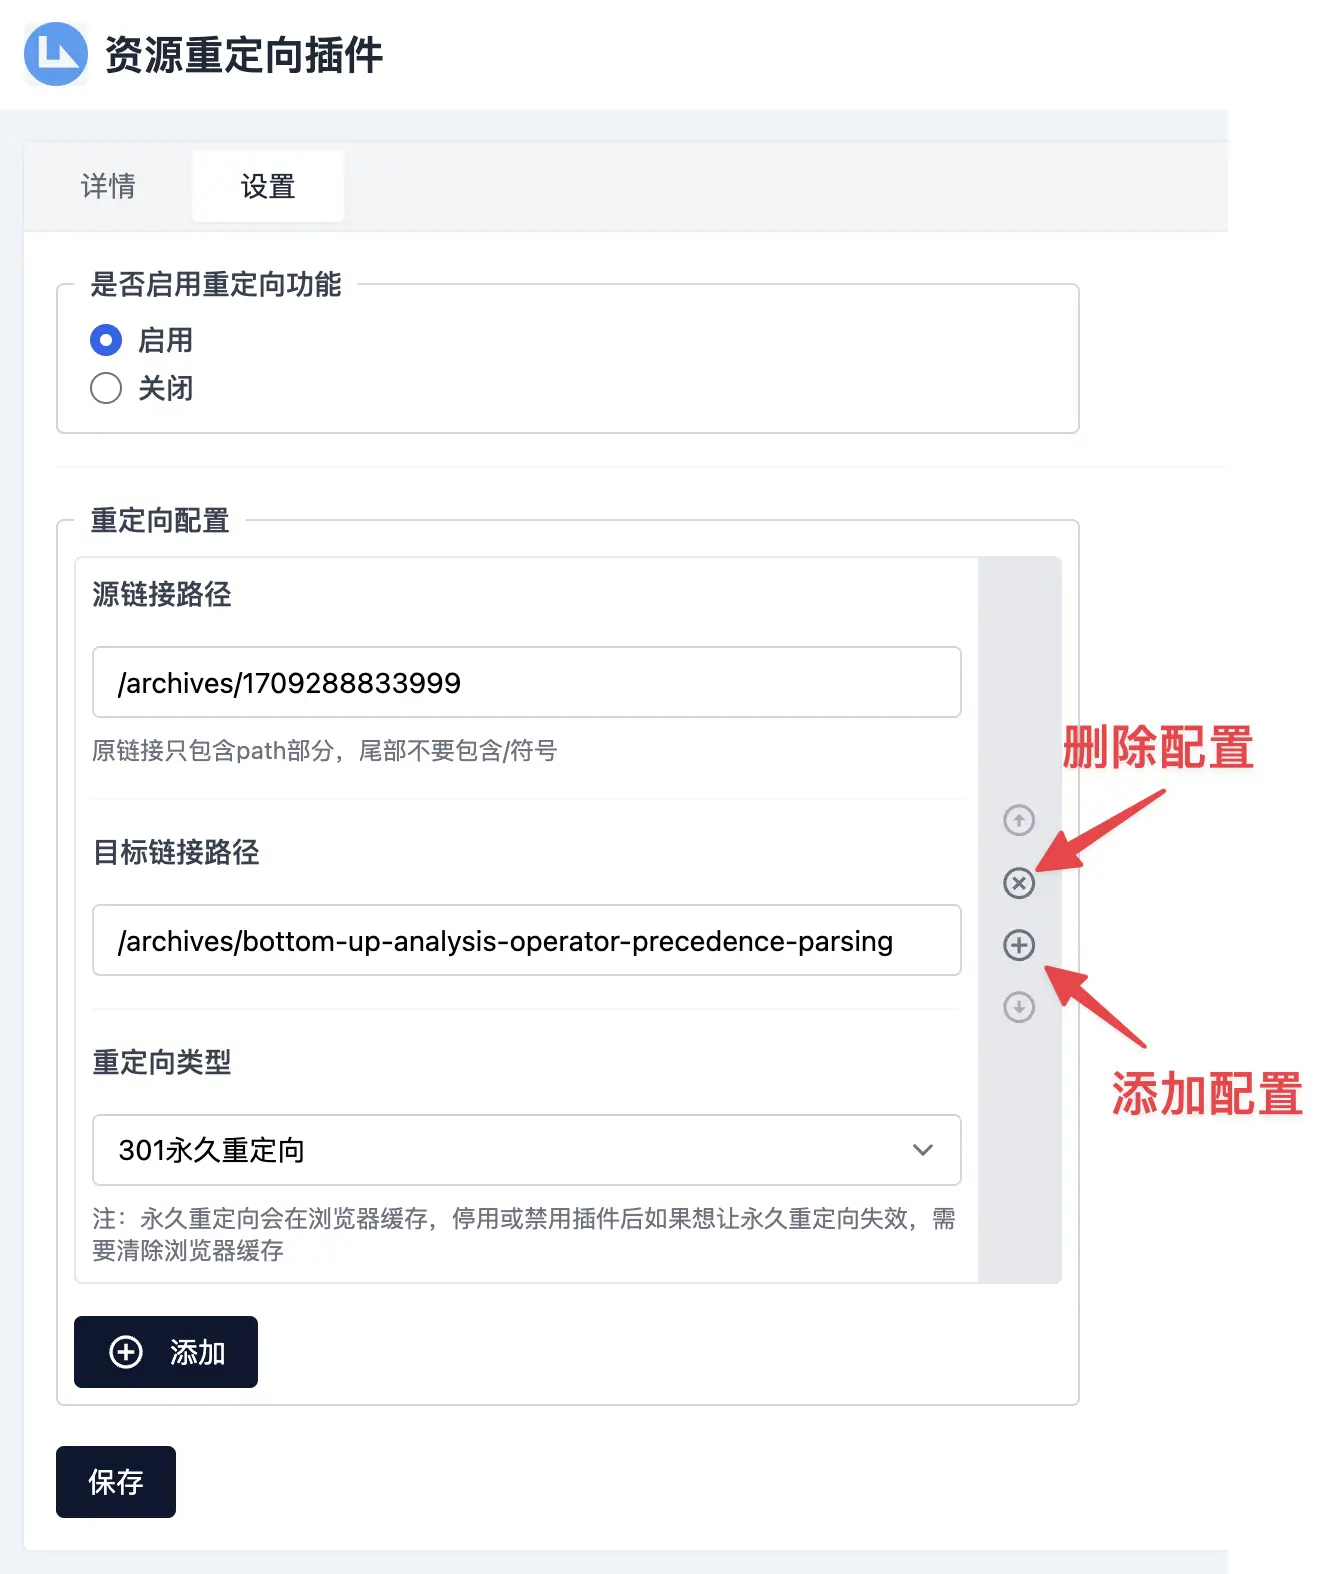 资源重定向插件
详情
设置
是否启用重定向功能
启用
关闭
重定向配置
源链接路径
/archives/1709288833999
原链接只包含path部分，尾部不要包含/符号
删除配置
目标链接路径
/archives/bottom-up-analysis-operator-precedence-parsing
重定向类型
添加配置
301永久重定向
注：永久重定向会在浏览器缓存，停用或禁用插件后如果想让永久重定向失效，需
要清除浏览器缓存
添加
保存